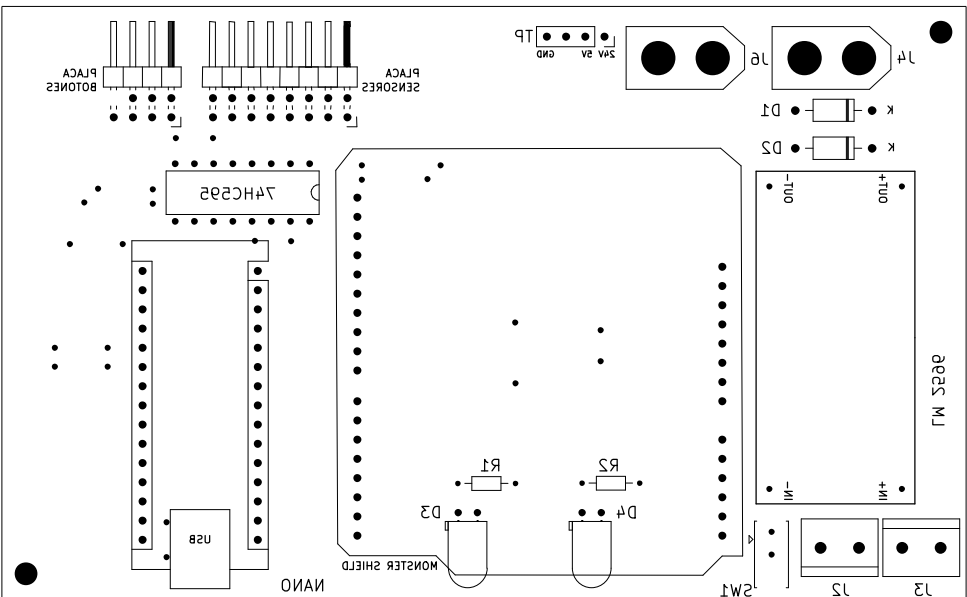 PLACA
BOTONES
PLACA
SENSORES
TP
GND
5V
24V
J6
J4
D1
K
D2
K
74HC595
-
OUT
+
OUT
LM 2596
R1
R2
D3
D4
-
IN
+
IN
USB
NANO
MONSTER SHIELD
SW1
J2
J3